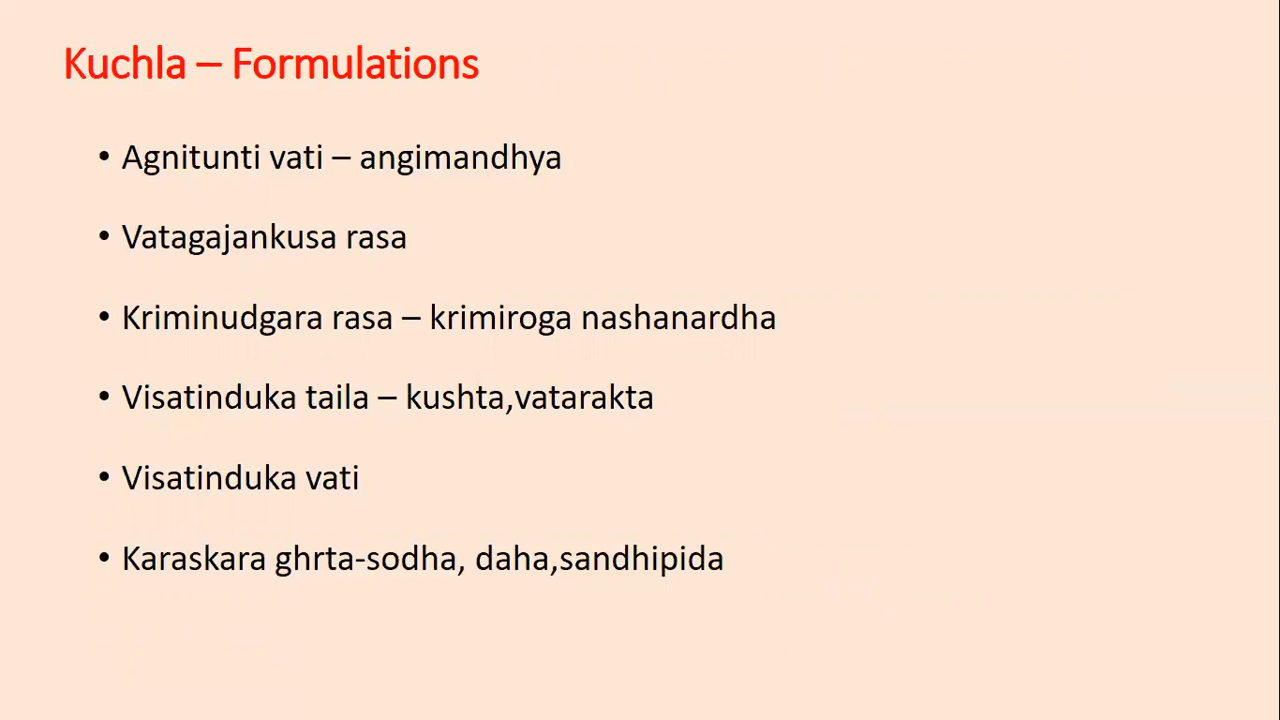 Kuchla – Formulations
• Agnitunti vati – angimandhya
• Vatagajankusa rasa
• Kriminudgara rasa – krimiroga nashanardha
• Visatinduka taila – kushta,vatarakta
• Visatinduka vati
• Karaskara ghrta-sodha, daha,sandhipida